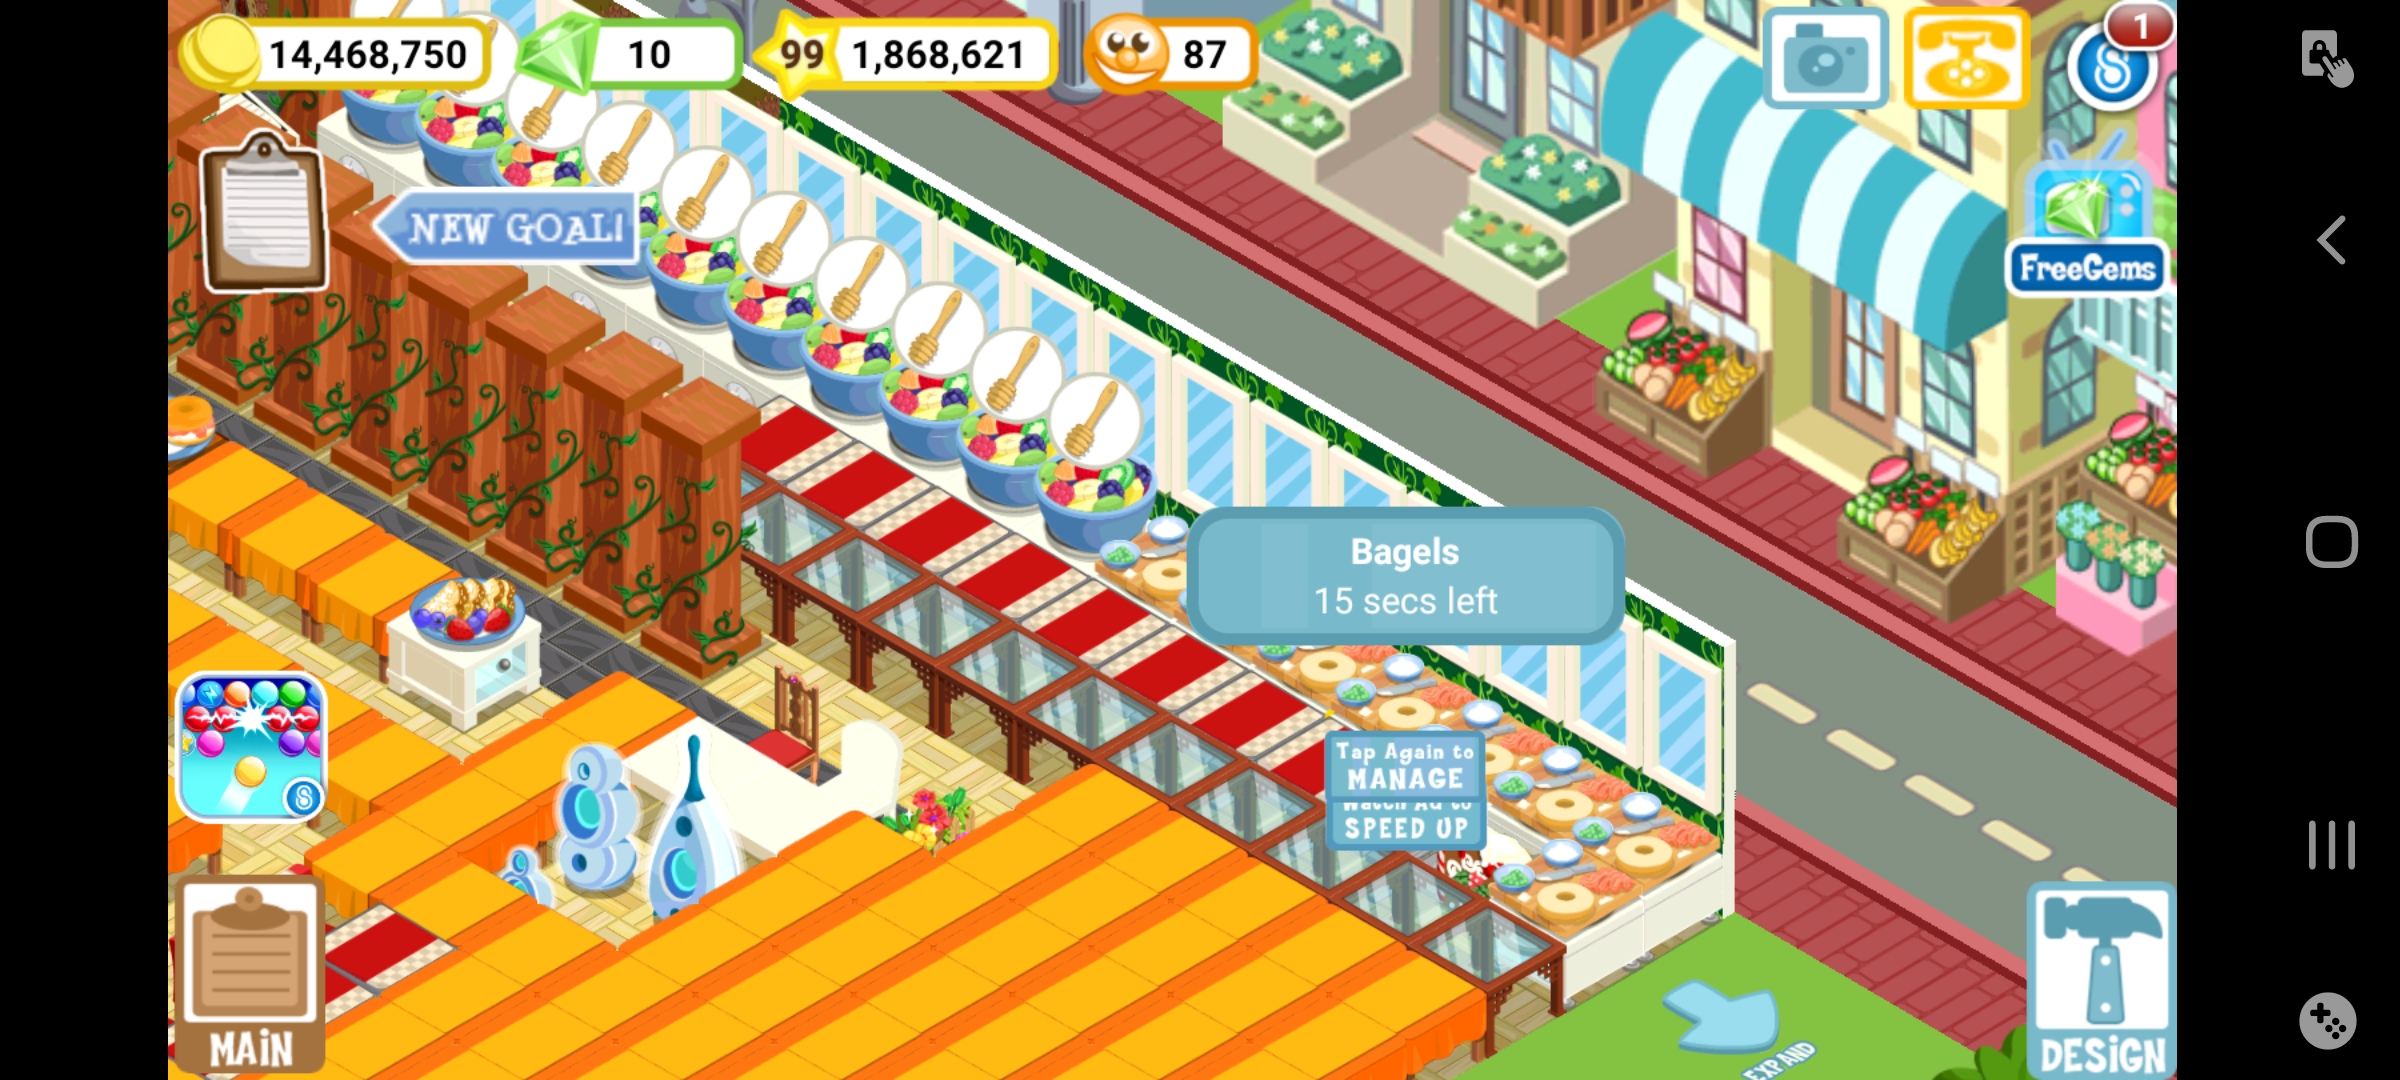 14,468,750
10
99
1,868,621
87
1
NEW GOAL!
FreeGems
Bagels
15 secs left
Tap Again to
MANAGE
Watch Ad to
SPEED UP
MAIN
EXPAND
DESIGN